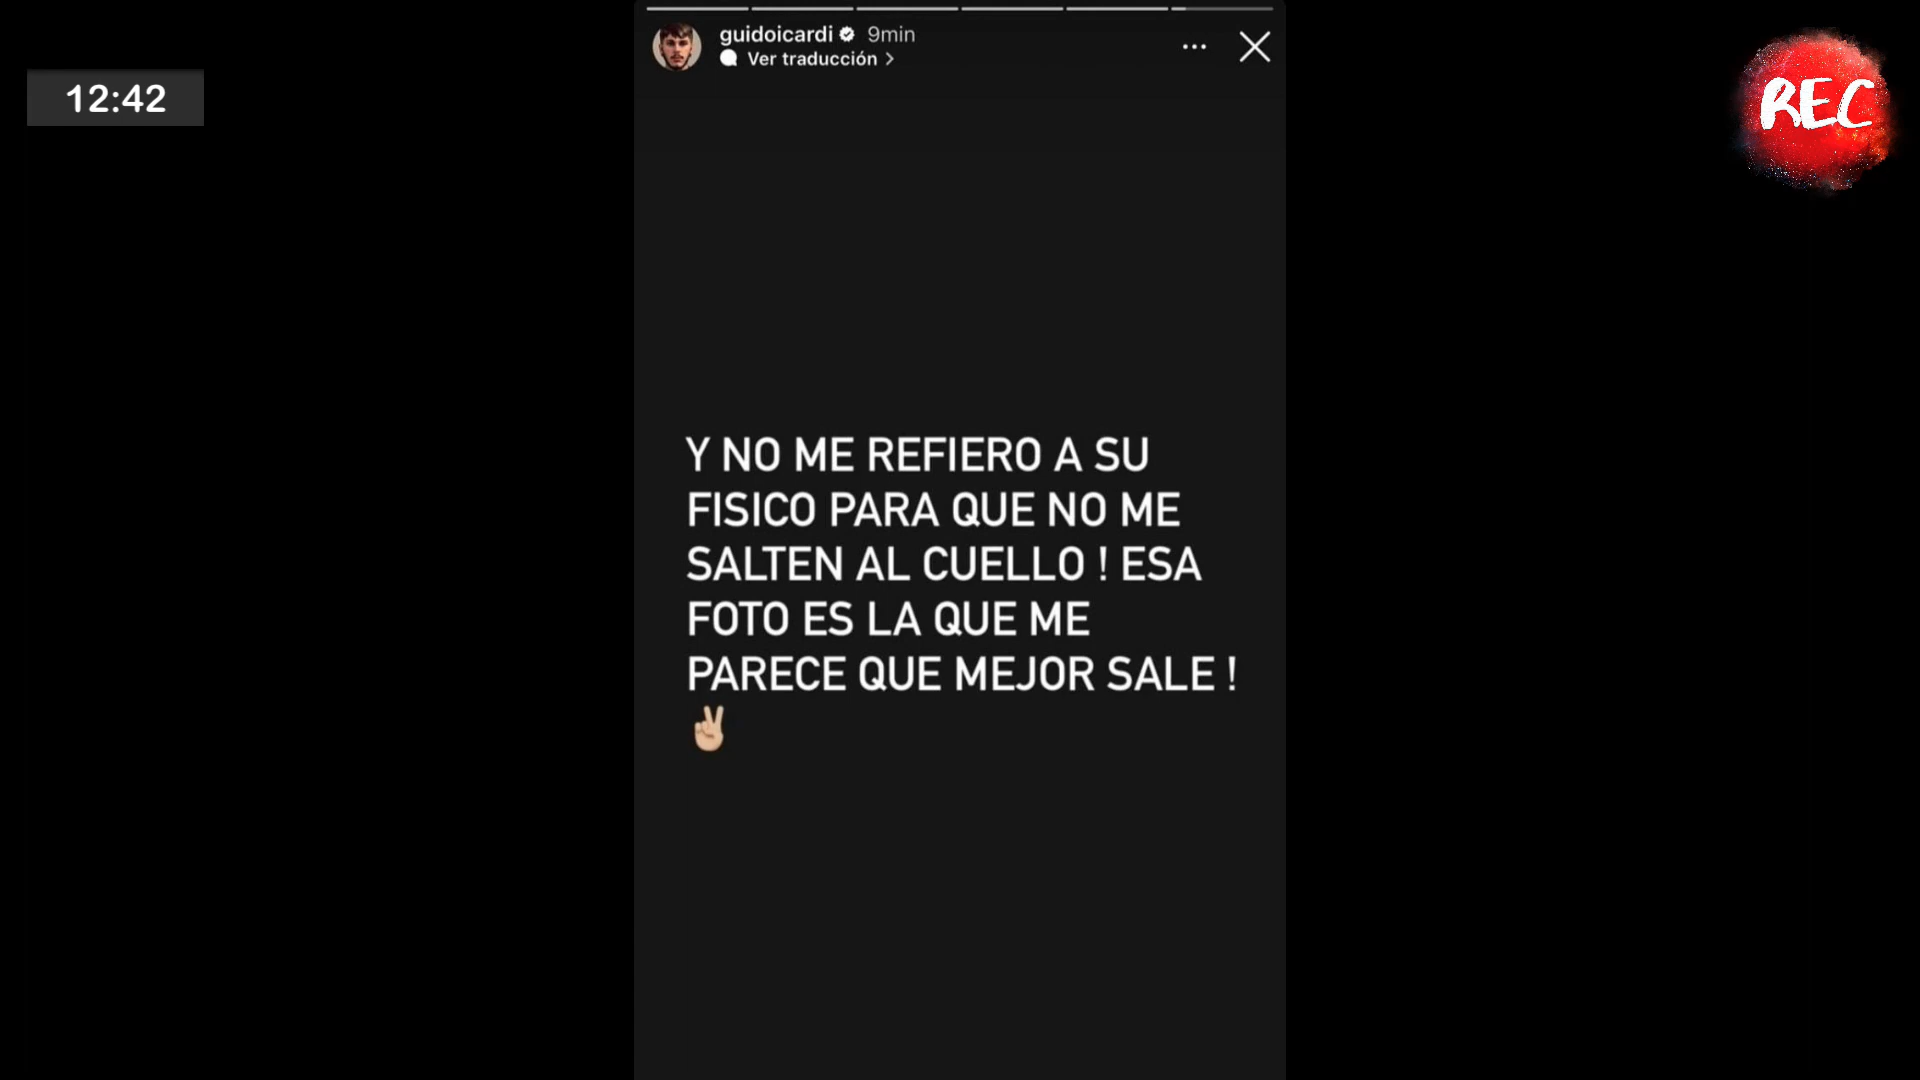 guidoicardi 9min
Ver traducción
12:42
REC
Y NO ME REFIERO A SU
FISICO PARA QUE NO ME
SALTEN AL CUELLO ! ESA
FOTO ES LA QUE ME
PARECE QUE MEJOR SALE !
✌🏼